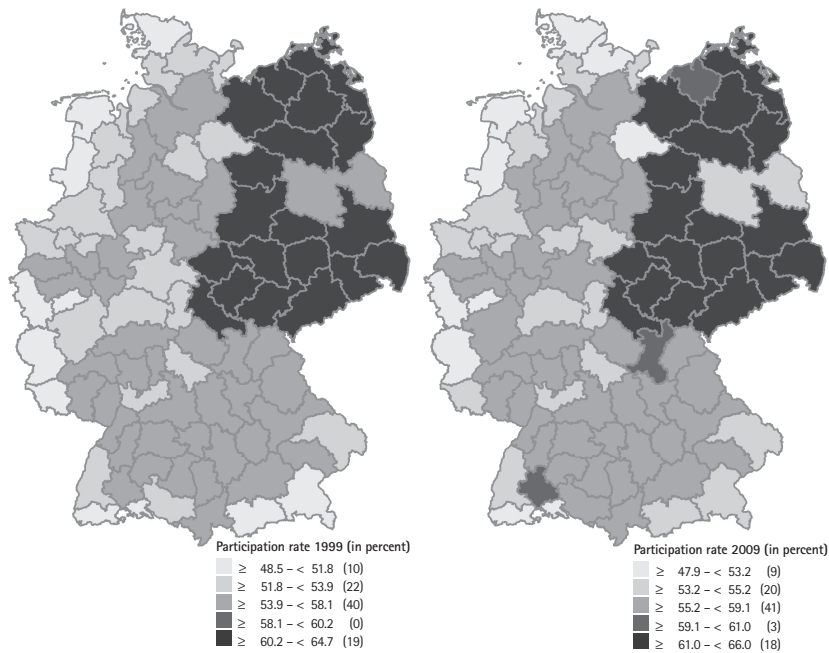 Participation rate 1999 (in percent)
≥ 48.5 – < 51.8 (10)
≥ 51.8 – < 53.9 (22)
≥ 53.9 – < 58.1 (40)
≥ 58.1 – < 60.2 (0)
≥ 60.2 – < 64.7 (19)
Participation rate 2009 (in percent)
≥ 47.9 – < 53.2 (9)
≥ 53.2 – < 55.2 (20)
≥ 55.2 – < 59.1 (41)
≥ 59.1 – < 61.0 (3)
≥ 61.0 – < 66.0 (18)